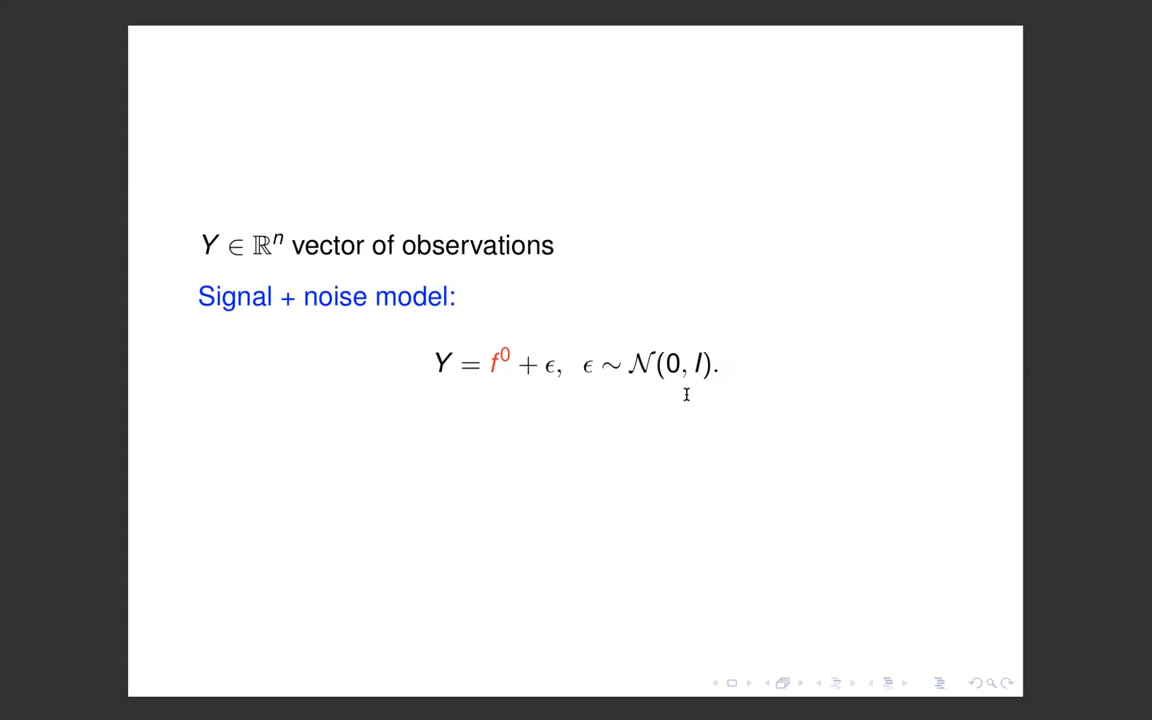 Y ∈ ℝⁿ vector of observations
Signal + noise model:
Y = f⁰ + ϵ, ϵ ∼ 𝒩(0, I).